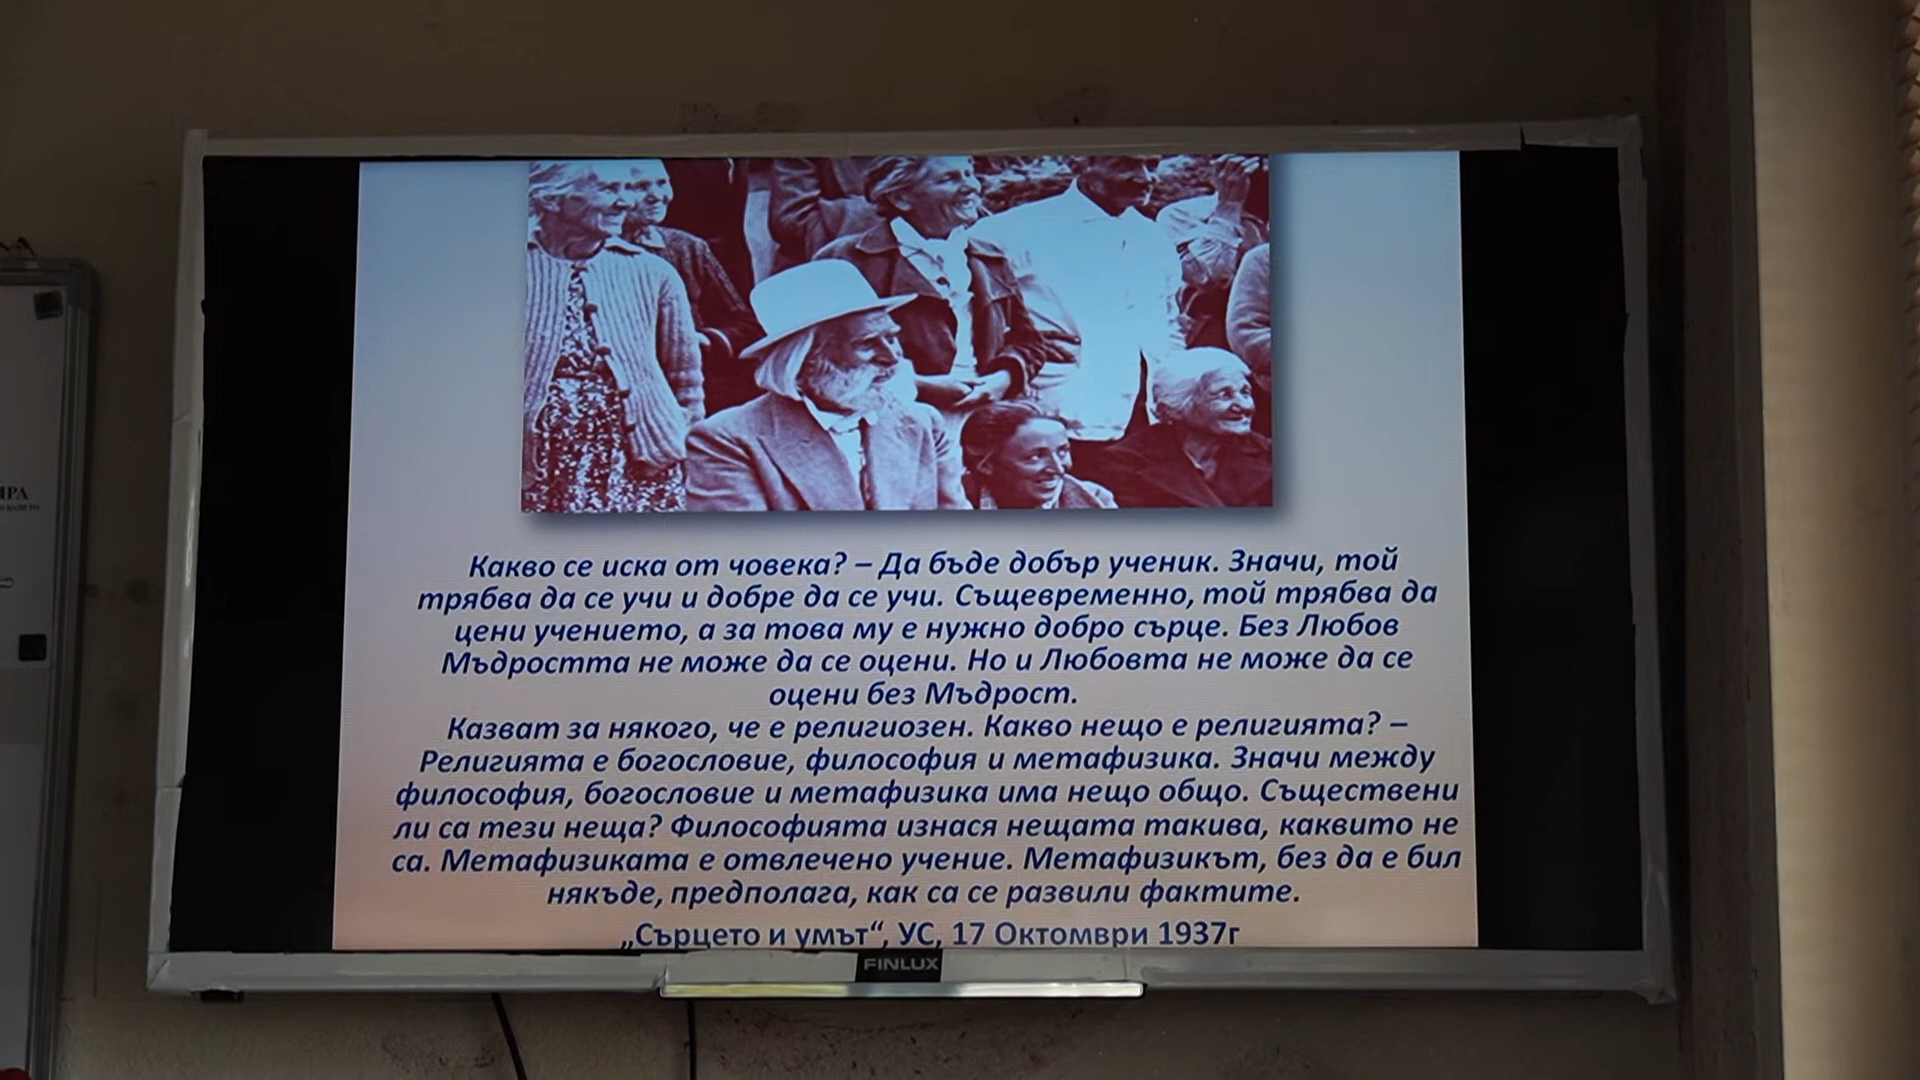 Какво се иска от човека? – Да бъде добър ученик. Значи, той
трябва да се учи и добре да се учи. Същевременно, той трябва да
цени учението, а за това му е нужно добро сърце. Без Любов
Мъдростта не може да се оцени. Но и Любовта не може да се
оцени без Мъдрост.
Казват за някого, че е религиозен. Какво нещо е религията? –
Религията е богословие, философия и метафизика. Значи между
философия, богословие и метафизика има нещо общо. Съществени
ли са тези неща? Философията изнася нещата такива, каквито не
са. Метафизиката е отвлечено учение. Метафизикът, без да е бил
някъде, предполага, как са се развили фактите.
„Сърцето и умът“, УС, 17 Октомври 1937г
FINLUX